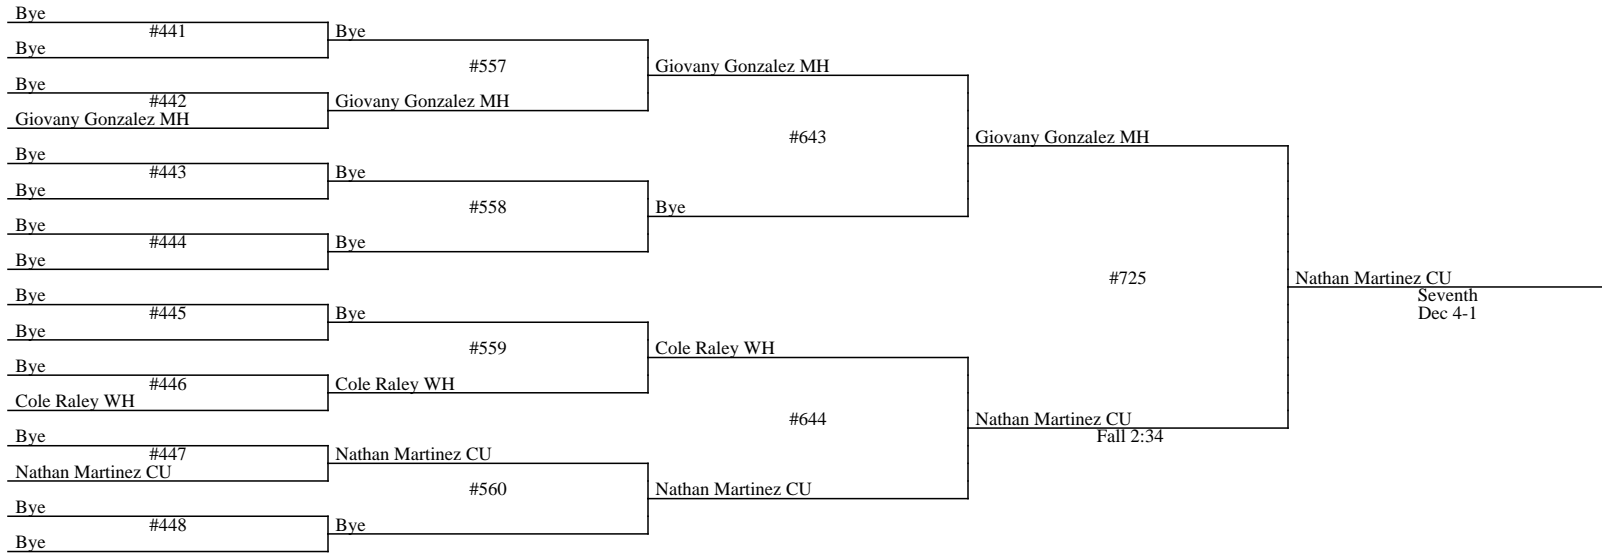 Bye
#441
Bye
Bye
#442
Giovany Gonzalez MH
Bye
#443
Bye
Bye
#444
Bye
Bye
#445
Bye
Bye
#446
Cole Raley WH
Bye
#447
Nathan Martinez CU
Bye
#448
Bye
Bye
#557
Giovany Gonzalez MH
Bye
#558
Bye
Bye
#559
Cole Raley WH
Nathan Martinez CU
#560
Bye
Giovany Gonzalez MH
#643
Bye
Cole Raley WH
#644
Nathan Martinez CU
Giovany Gonzalez MH
#725
Nathan Martinez CU
Fall 2:34
Nathan Martinez CU
Seventh
Dec 4-1